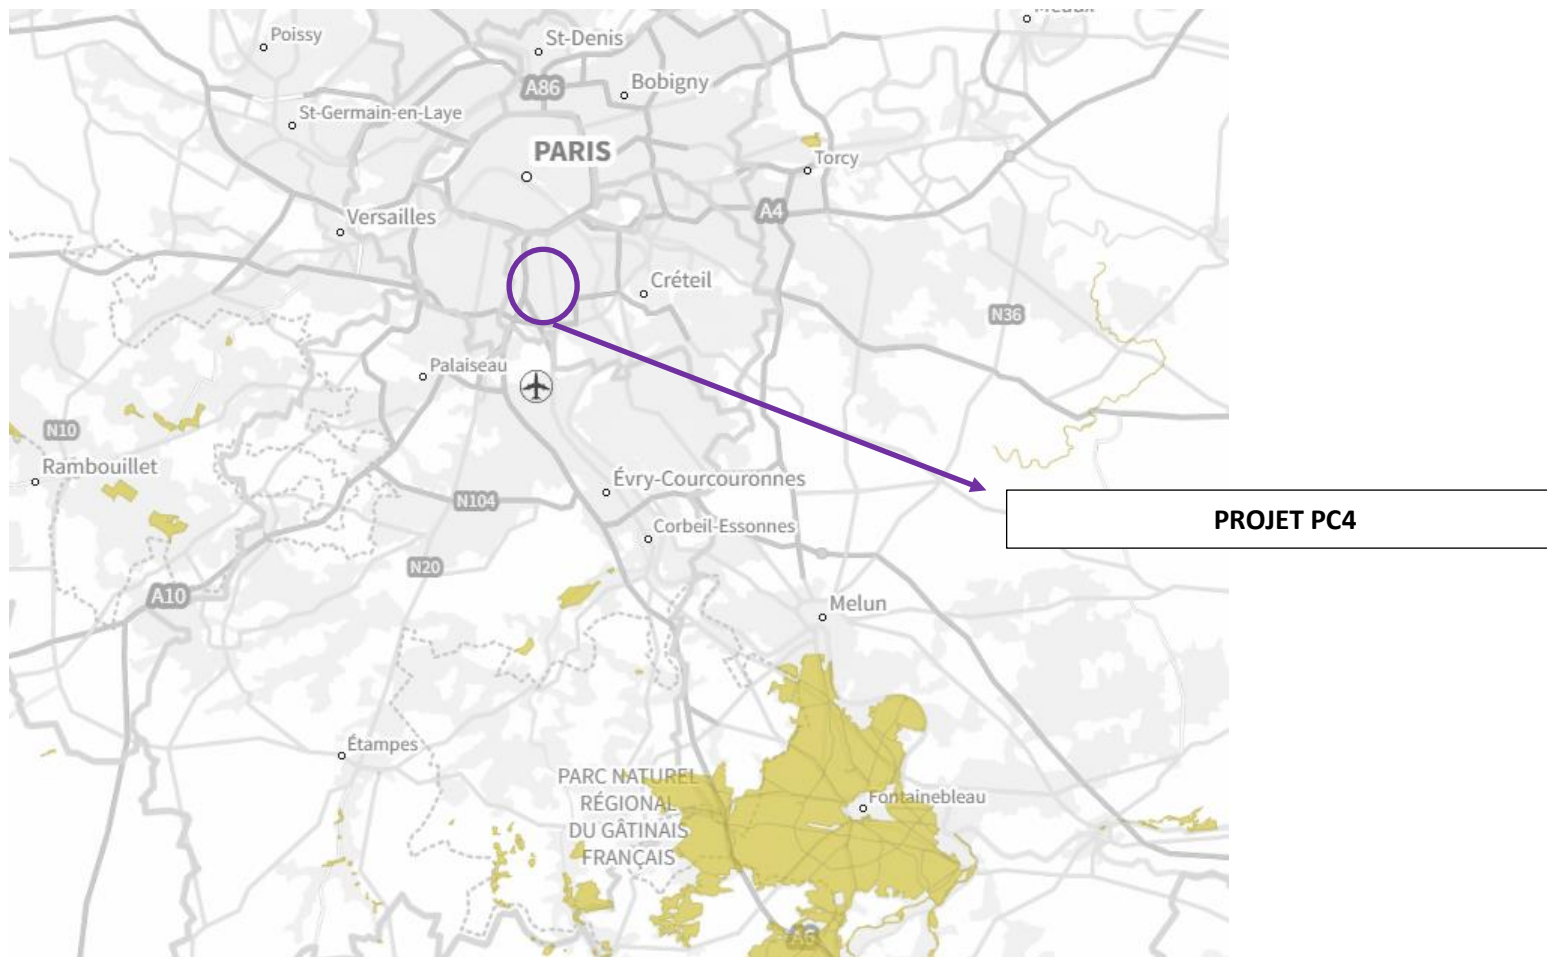 Meaux
Poissy
St-Denis
A86
Bobigny
St-Germain-en-Laye
PARIS
Torcy
Versailles
A4
Créteil
N36
Palaiseau
N10
Rambouillet
Évry-Courcouronnes
N104
PROJET PC4
Corbeil-Essonnes
N20
A10
Melun
Étampes
PARC NATUREL
RÉGIONAL
DU GÂTINAIS
FRANÇAIS
Fontainebleau
A6